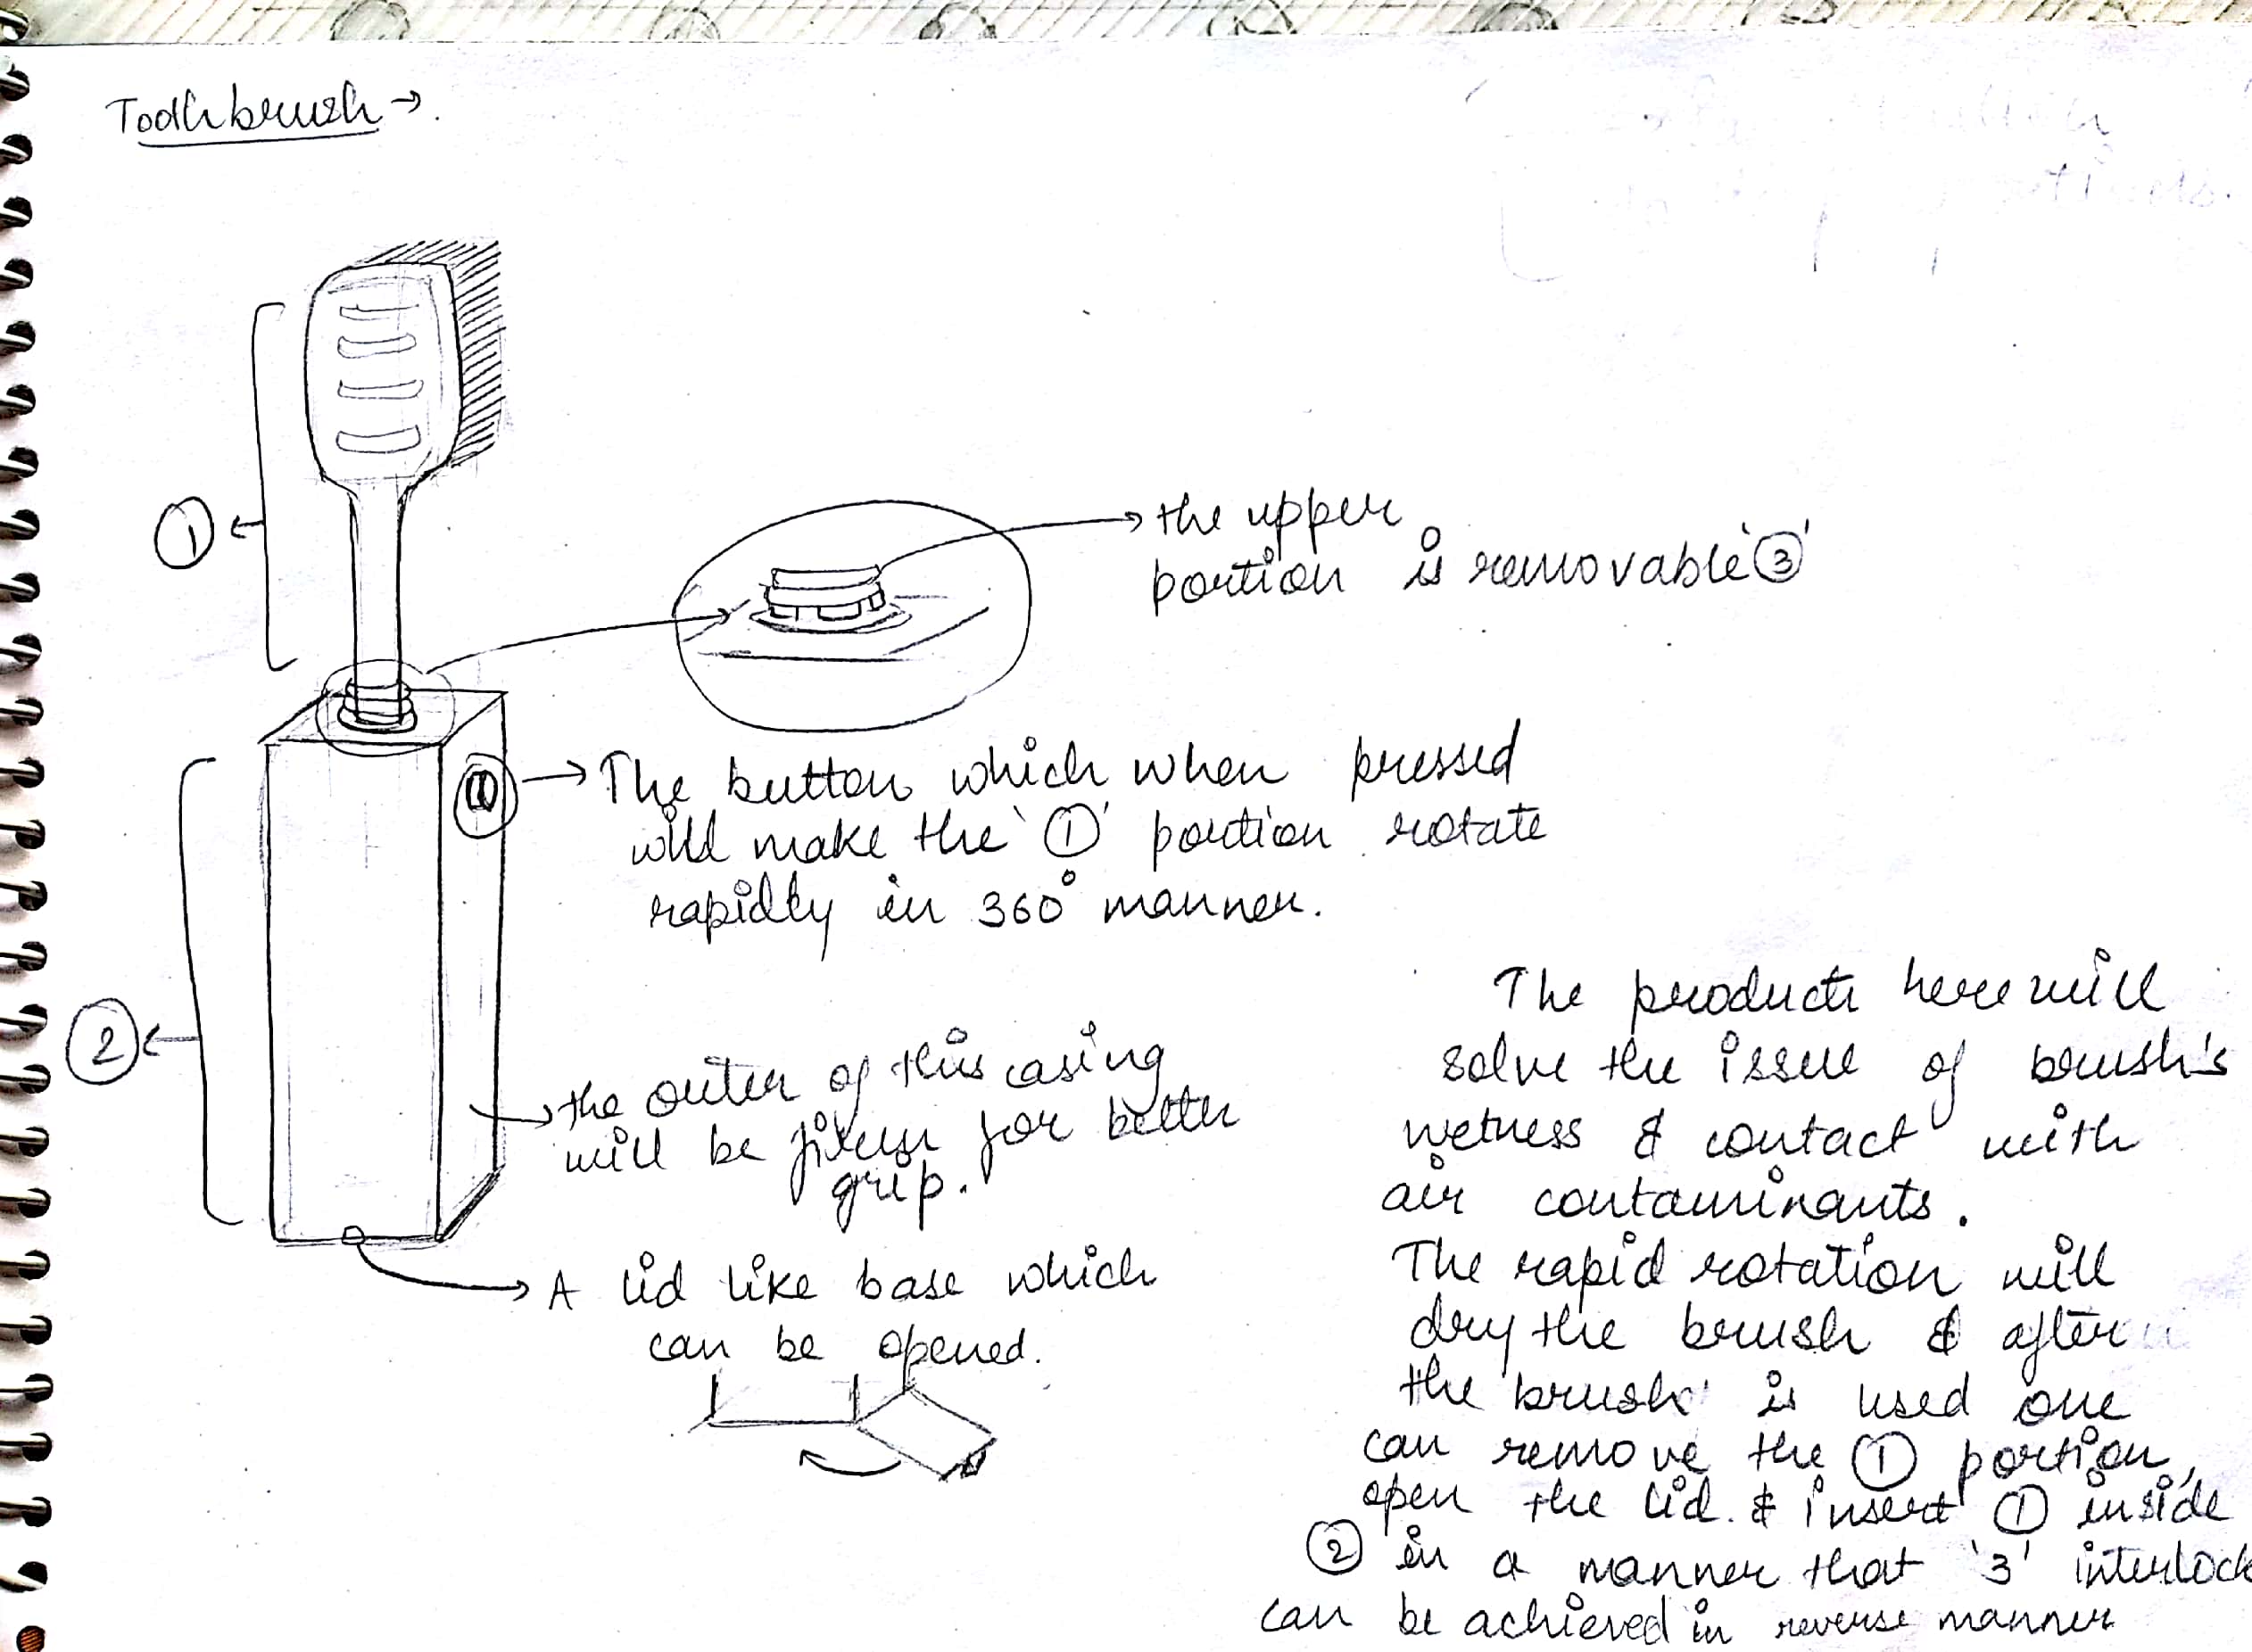 Toothbrush →.
①
the upper
portion is removable '③'
The button which when pressed
will make the '①' portion rotate
rapidly in 360° manner.
②
the outer of this casing
will be for better
grip.
A lid like base which
can be opened.
The product here will
solve the issue of brush's
wetness & contact with
air contaminants.
The rapid rotation will
dry the brush & after
the 'brush' is used one
can remove the ① portion,
open the lid. & insert ① inside
② in a manner that '3' interlock
can be achieved in reverse manner